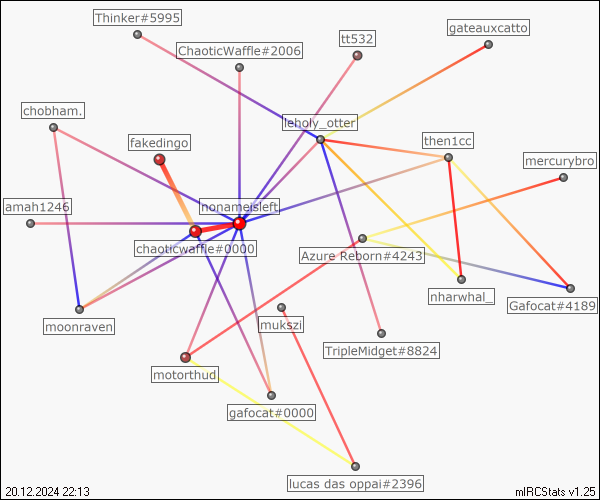 Thinker#5995
ChaoticWaffle#2006
tt532
gateauxcatto
chobham.
leholy_otter
fakedingo
then1cc
mercurybro
amah1246
nonameisleft
chaoticwaffle#0000
Azure Reborn#4243
nharwhal_
Gafocat#4189
moonraven
mukszi
TripleMidget#8824
motorthud
gafocat#0000
lucas das oppai#2396
20.12.2024 22:13
mIRCStats v1.25